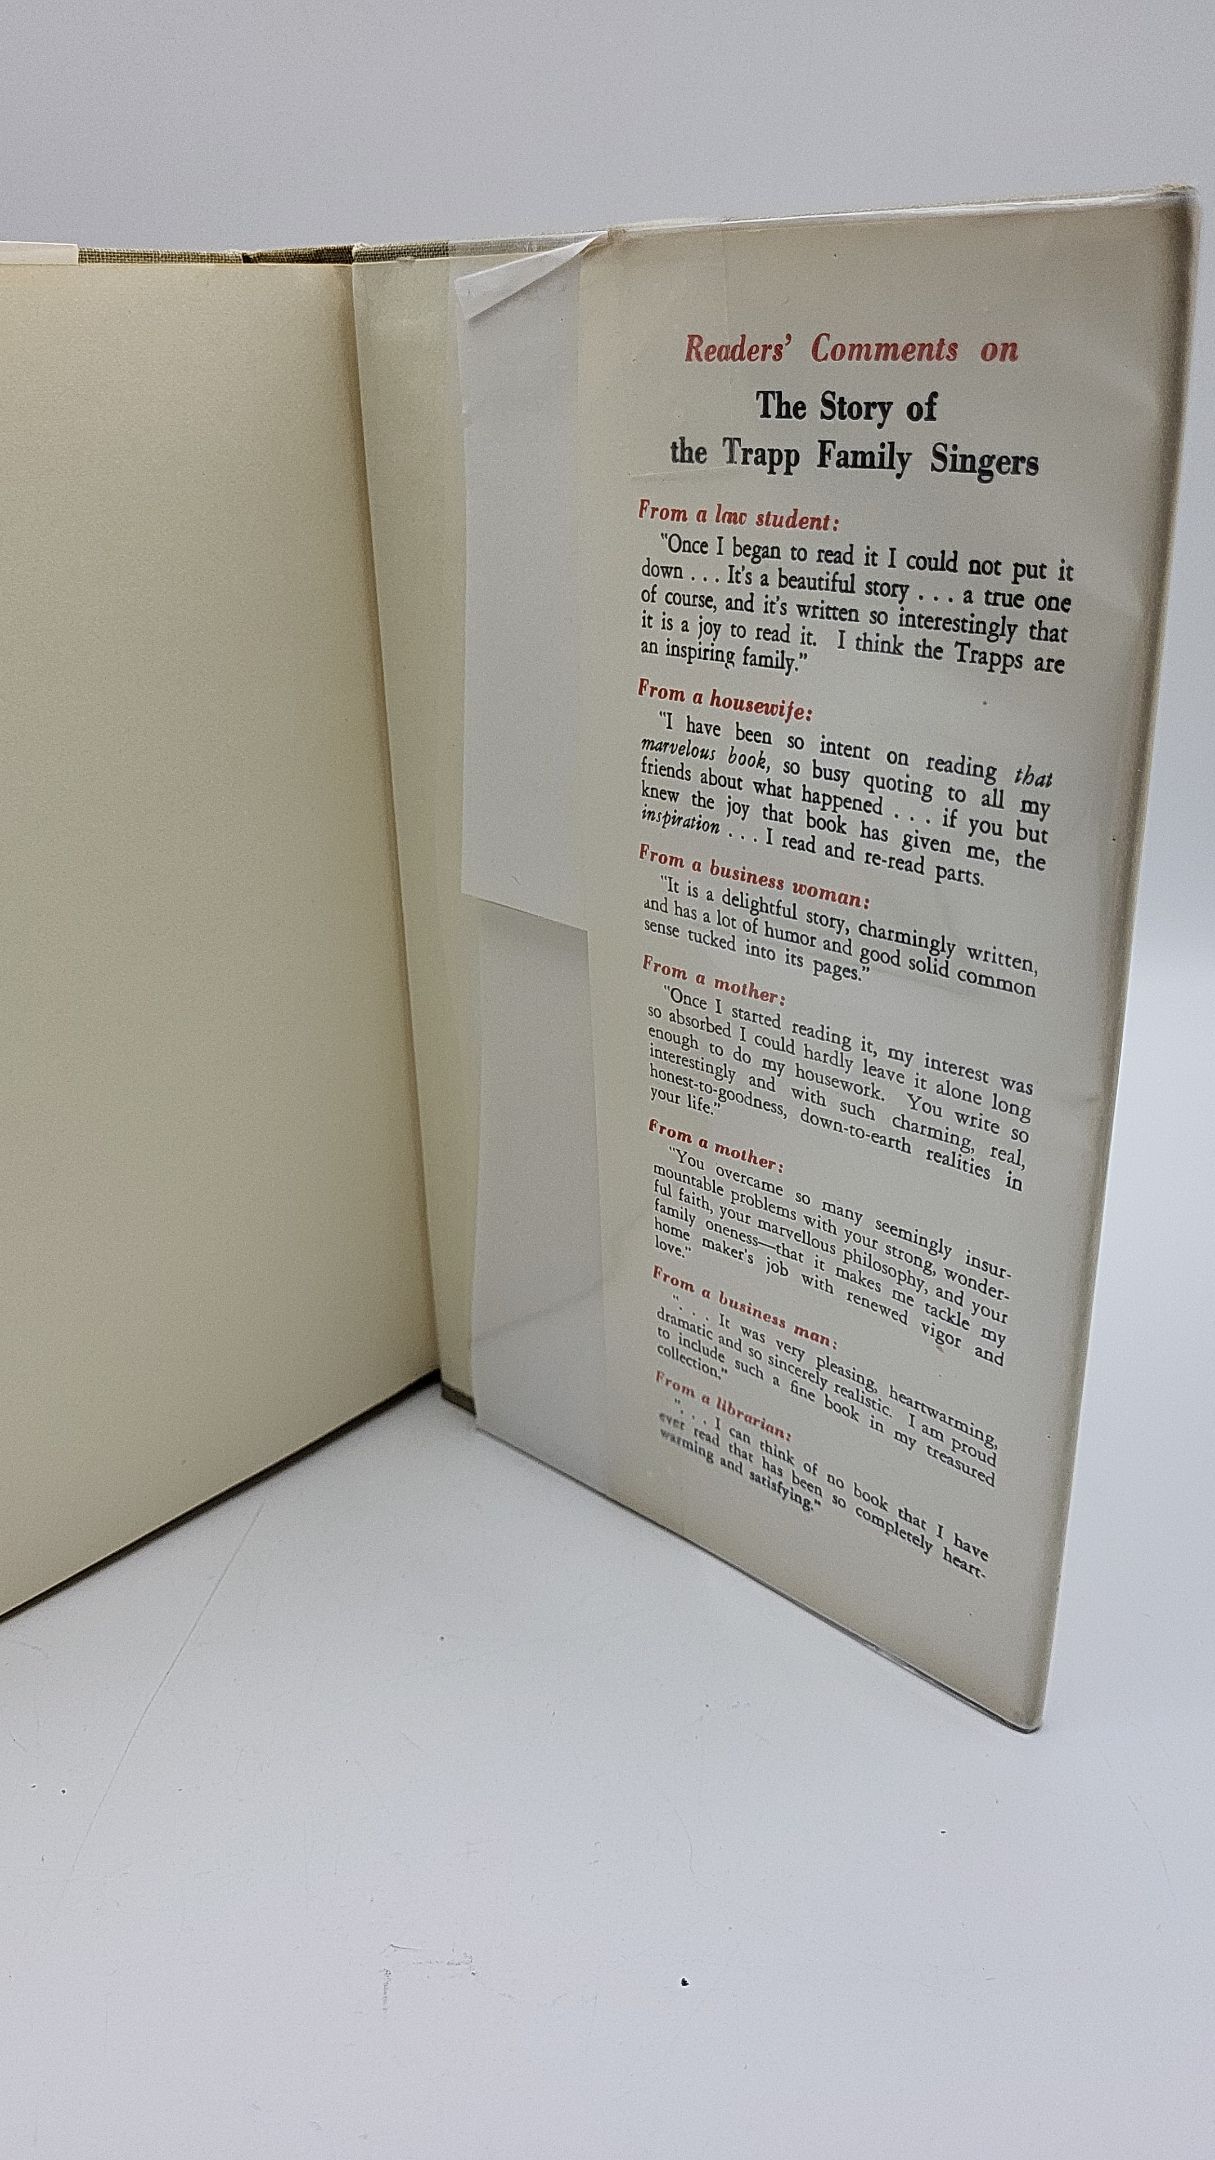 Readers' Comments on
The Story of
the Trapp Family Singers
From a law student:
"Once I began to read it I could not put it
down . . . It's a beautiful story . . . a true one
of course, and it's written so interestingly that
it is a joy to read it. I think the Trapps are
an inspiring family."
From a housewife:
"I have been so intent on reading that
marvelous book, so busy quoting to all my
friends about what happened . . . if you but
knew the joy that book has given me, the
inspiration . . . I read and re-read parts.
From a business woman:
"It is a delightful story, charmingly written,
and has a lot of humor and good solid common
sense tucked into its pages."
From a mother:
"Once I started reading it, my interest was
so absorbed I could hardly leave it alone long
enough to do my housework. You write so
interestingly and with such charming, real,
honest-to-goodness, down-to-earth realities in
your life."
From a mother:
"You overcame so many seemingly insur-
mountable problems with your strong, wonder-
ful faith, your marvellous philosophy, and your
family oneness—that it makes me tackle my
home maker's job with renewed vigor and
love."
From a business man:
". . . It was very pleasing, heartwarming,
dramatic and so sincerely realistic. I am proud
to include such a fine book in my treasured
collection."
From a librarian:
". . . I can think of no book that I have
ever read that has been so completely heart-
warming and satisfying."